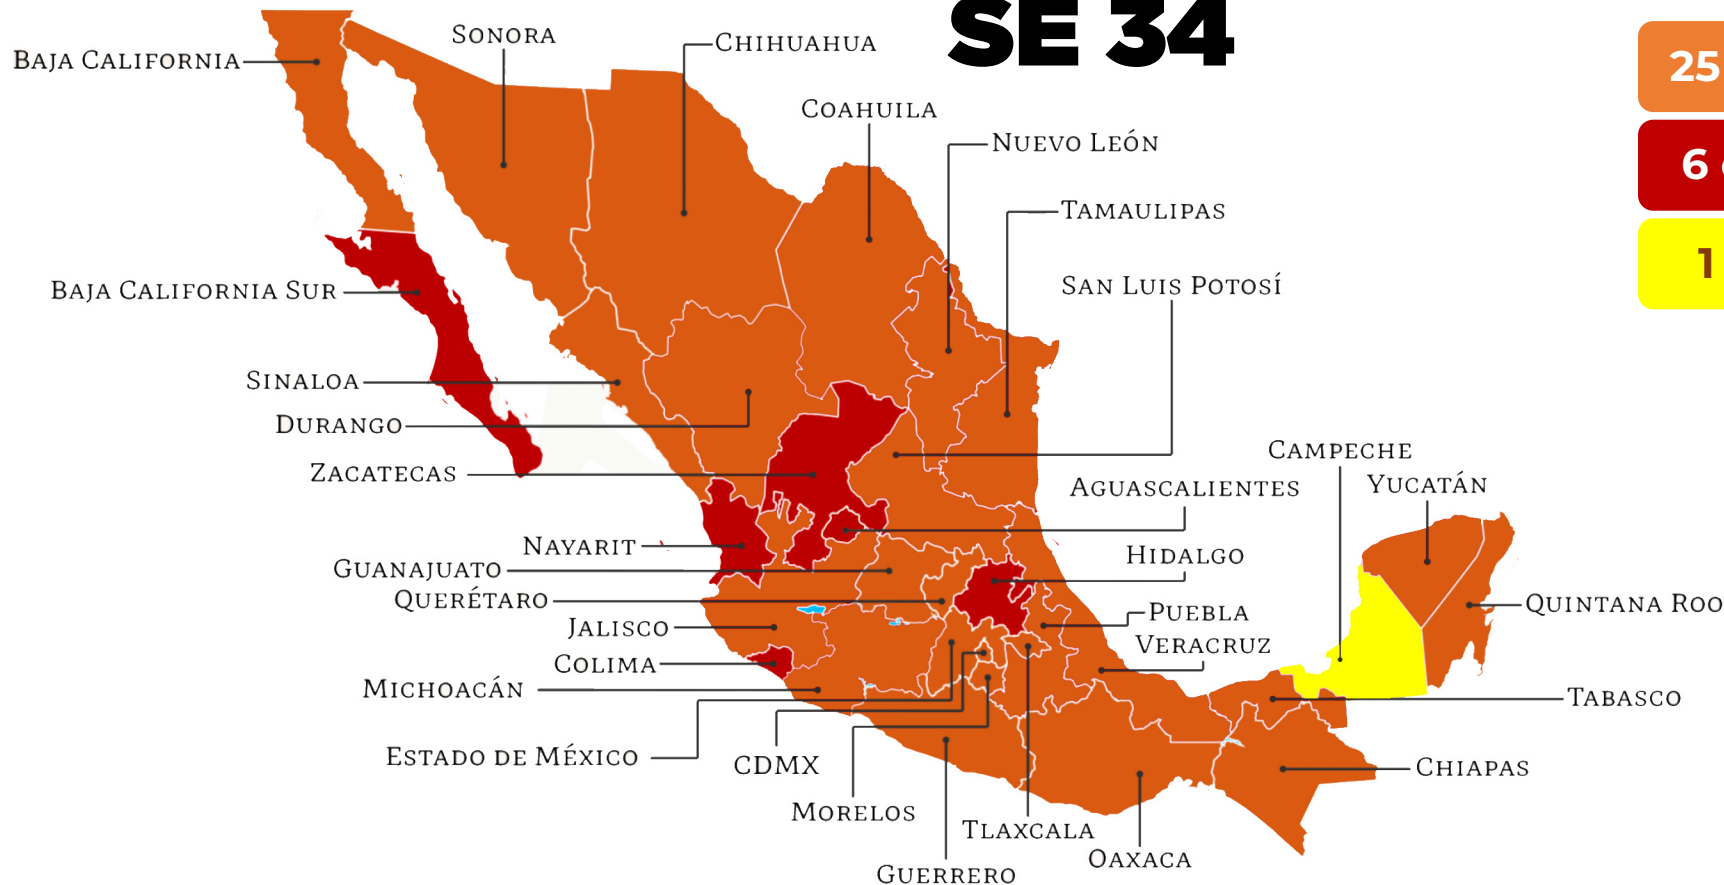 SE 34
SONORA
CHIHUAHUA
BAJA CALIFORNIA
25
COAHUILA
NUEVO LEÓN
6
TAMAULIPAS
1
SAN LUIS POTOSÍ
BAJA CALIFORNIA SUR
SINALOA
DURANGO
CAMPECHE
ZACATECAS
YUCATÁN
AGUASCALIENTES
NAYARIT
HIDALGO
GUANAJUATO
QUERÉTARO
QUINTANA ROO
PUEBLA
JALISCO
VERACRUZ
COLIMA
MICHOACÁN
TABASCO
ESTADO DE MÉXICO
CDMX
CHIAPAS
MORELOS
TLAXCALA
OAXACA
GUERRERO